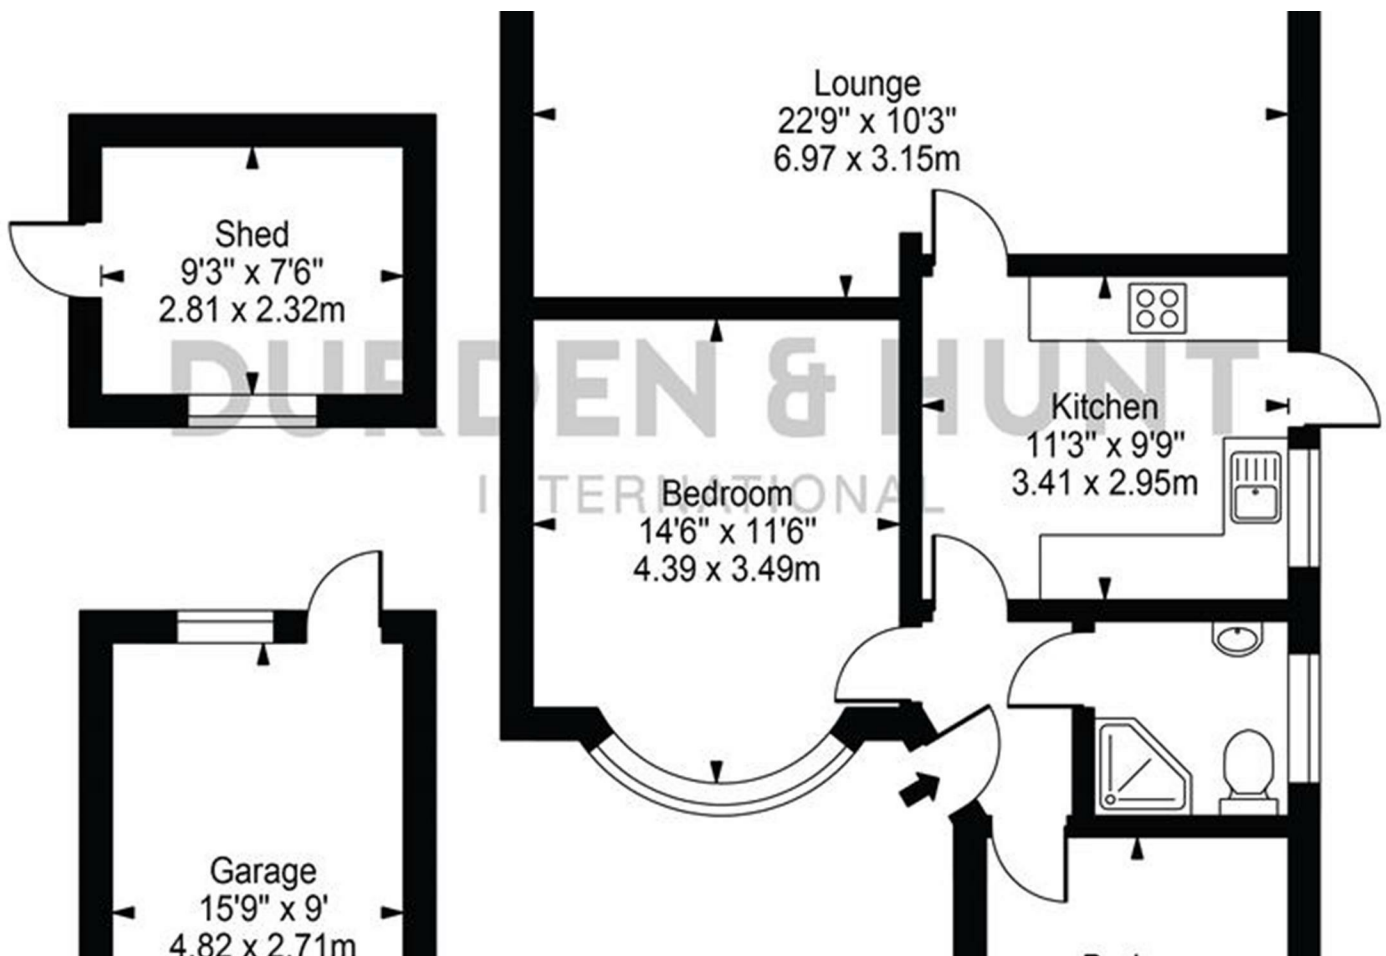 Lounge
22'9" x 10'3"
6.97 x 3.15m
Shed
9'3" x 7'6"
2.81 x 2.32m
DURDEN & HUNT
INTERNATIONAL
Kitchen
11'3" x 9'9"
3.41 x 2.95m
Bedroom
14'6" x 11'6"
4.39 x 3.49m
Garage
15'9" x 9'
4.82 x 2.71m